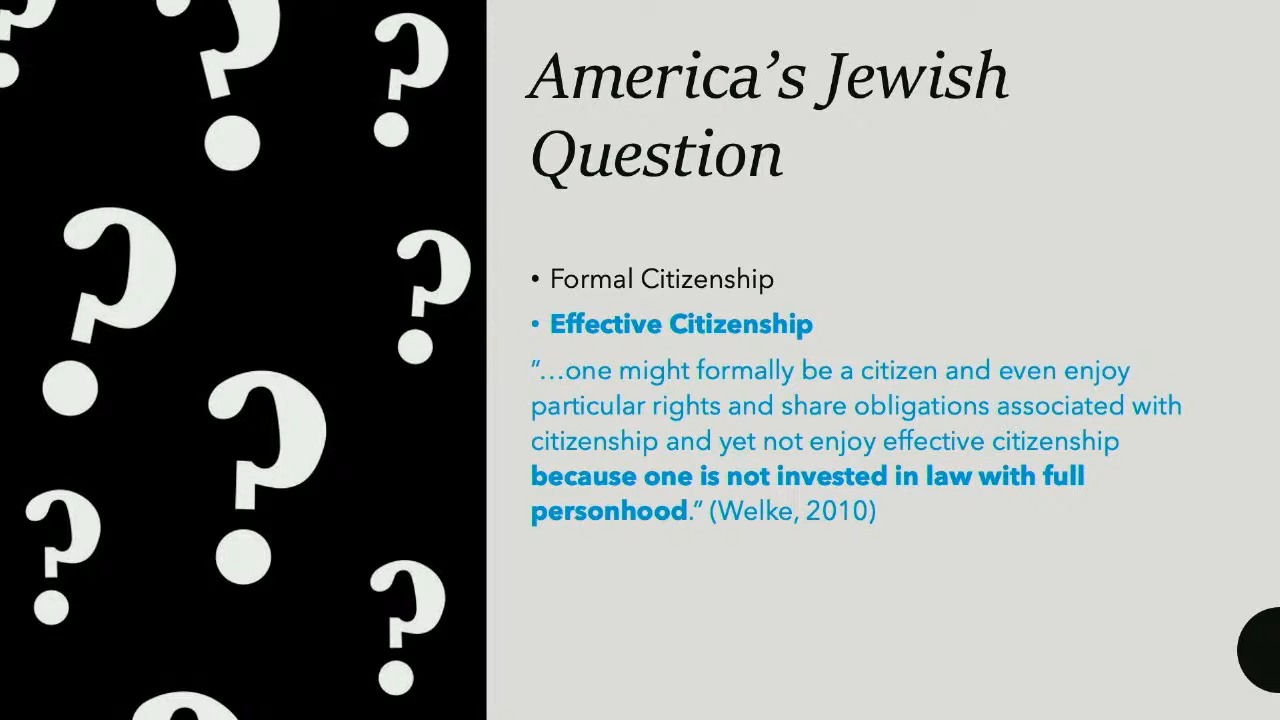 America’s Jewish
Question
• Formal Citizenship
• Effective Citizenship
“…one might formally be a citizen and even enjoy
particular rights and share obligations associated with
citizenship and yet not enjoy effective citizenship
because one is not invested in law with full
personhood.“ (Welke, 2010)